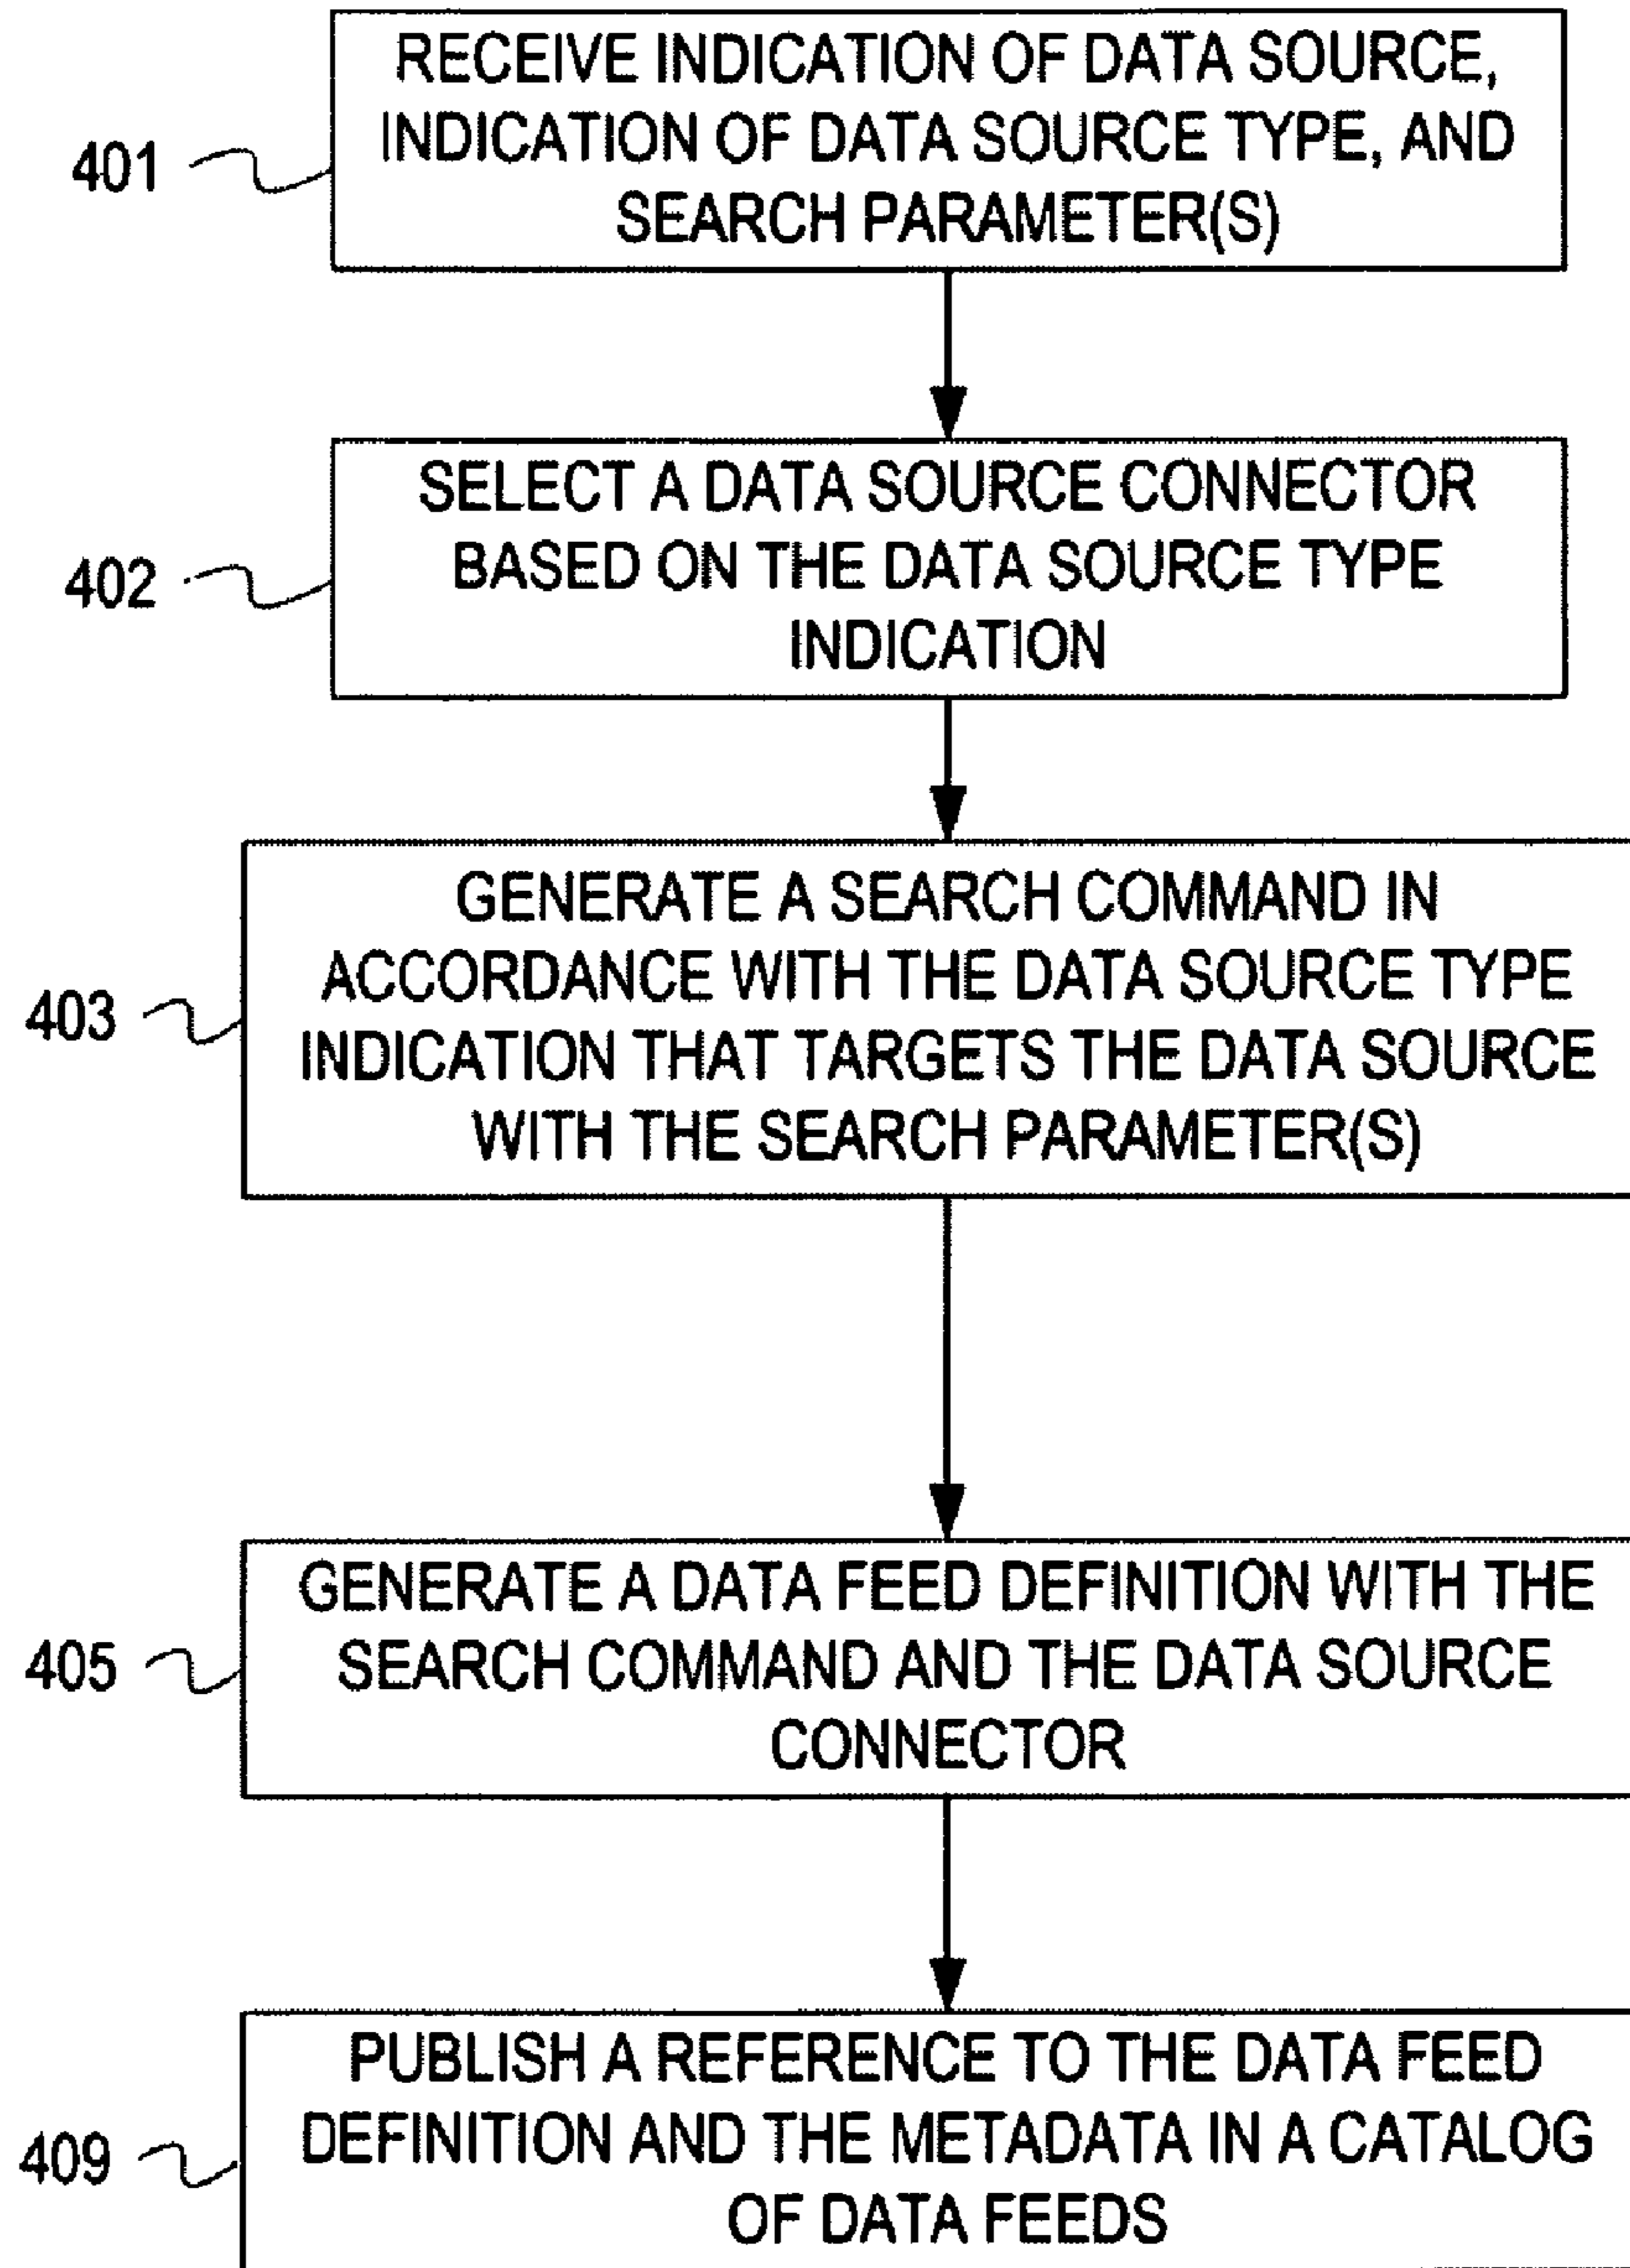 RECEIVE INDICATION OF DATA SOURCE,
INDICATION OF DATA SOURCE TYPE, AND
SEARCH PARAMETER(S)
401
SELECT A DATA SOURCE CONNECTOR
BASED ON THE DATA SOURCE TYPE
INDICATION
402
GENERATE A SEARCH COMMAND IN
ACCORDANCE WITH THE DATA SOURCE TYPE
INDICATION THAT TARGETS THE DATA SOURCE
WITH THE SEARCH PARAMETER(S)
403
GENERATE A DATA FEED DEFINITION WITH THE
SEARCH COMMAND AND THE DATA SOURCE
CONNECTOR
405
PUBLISH A REFERENCE TO THE DATA FEED
DEFINITION AND THE METADATA IN A CATALOG
OF DATA FEEDS
409